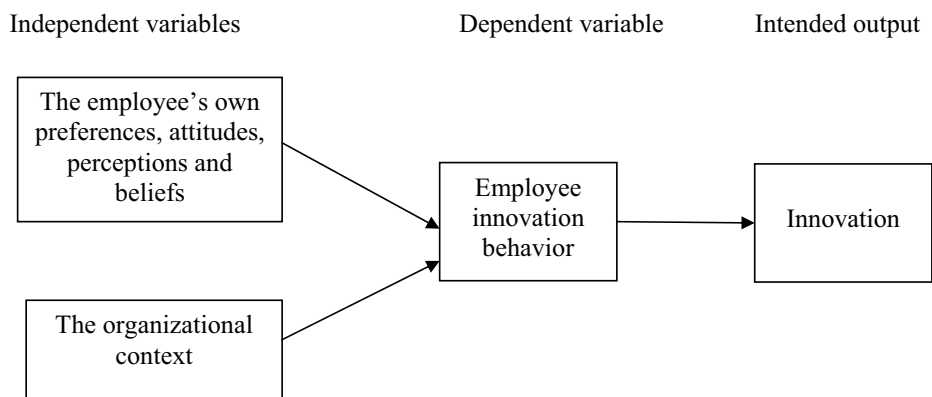 Independent variables
Dependent variable
Intended output
The employee’s own
preferences, attitudes,
perceptions and
beliefs
Employee
innovation
behavior
Innovation
The organizational
context